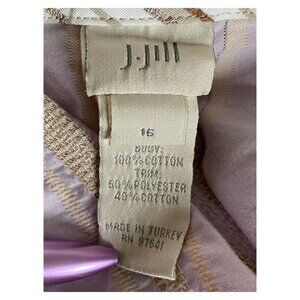 J.Jill
16
BODY:
100% COTTON
TRIM:
60% POLYESTER
40% COTTON
MADE IN TURKEY
RN 97641